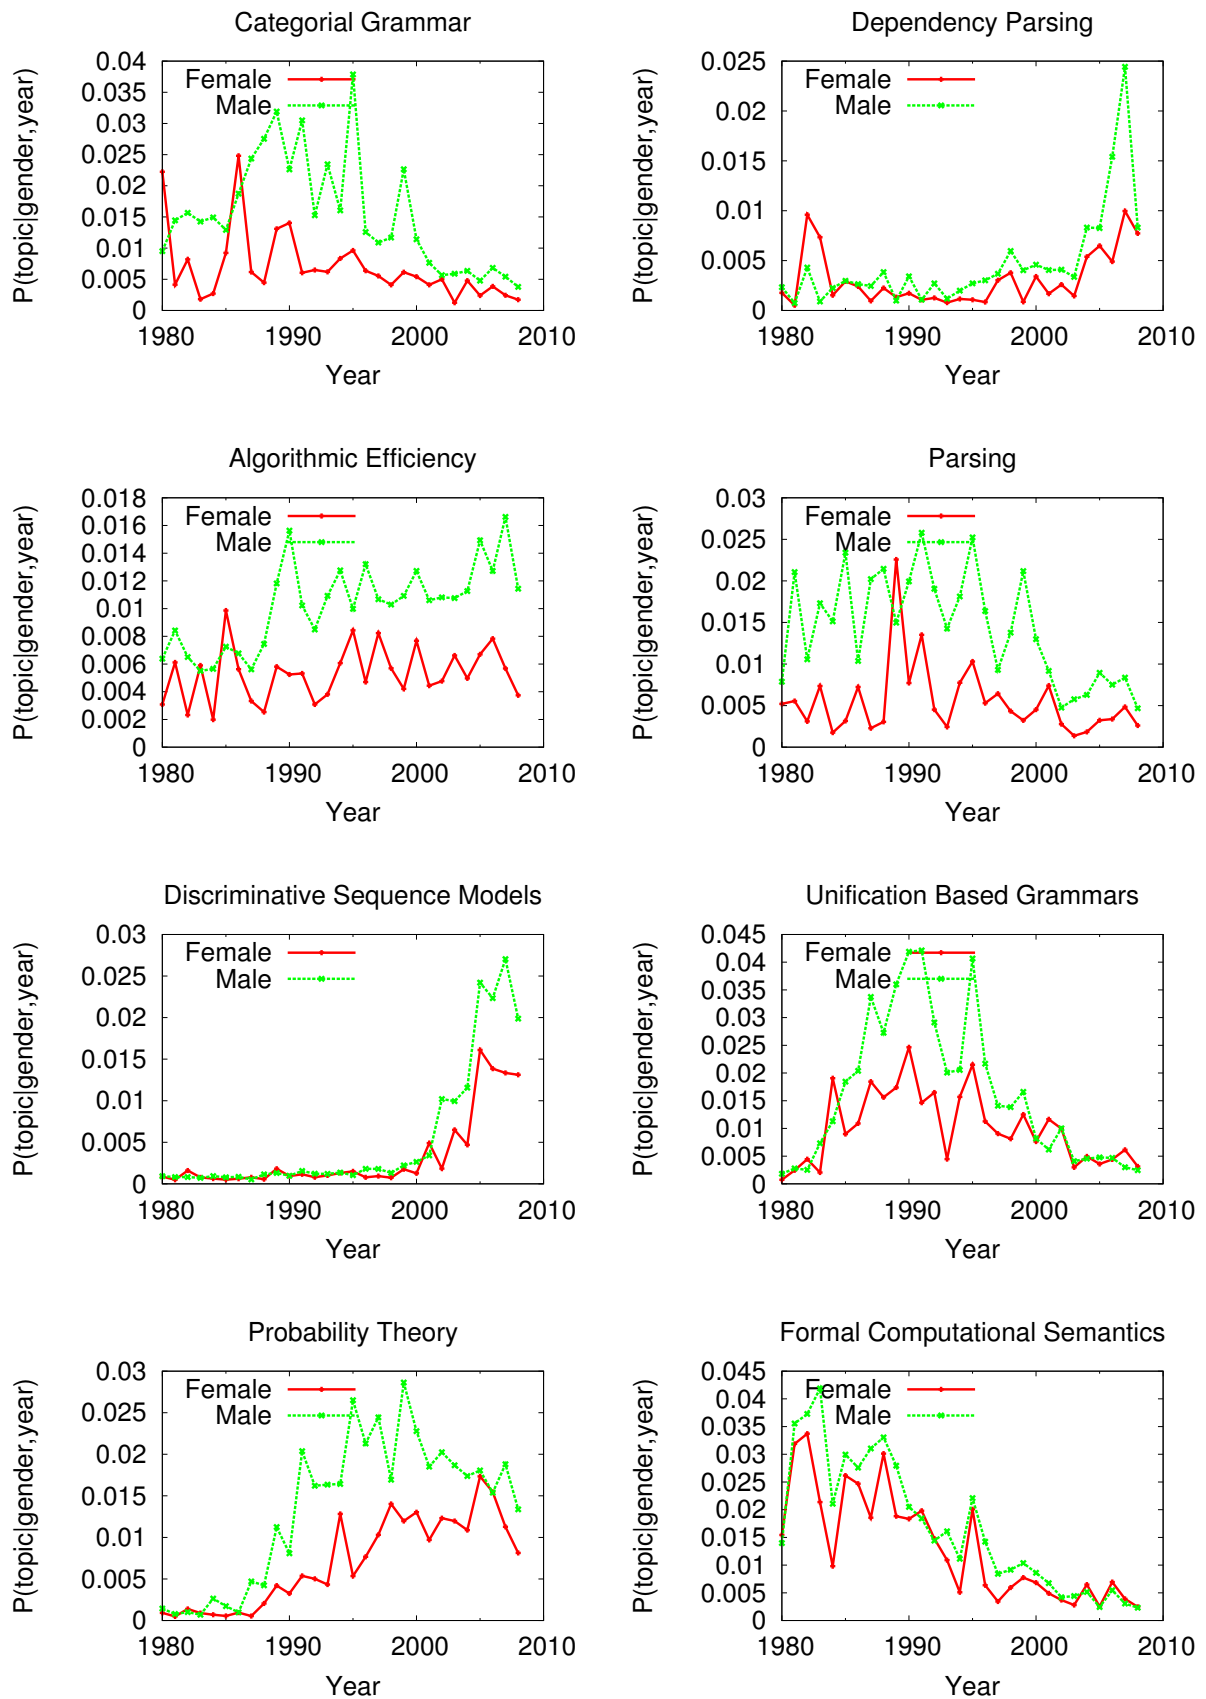 Categorial Grammar
P(topic|gender,year)
0.04
0.035
0.03
0.025
0.02
0.015
0.01
0.005
0
1980 1990 2000 2010
Year
Female
Male
Dependency Parsing
P(topic|gender,year)
0.025
0.02
0.015
0.01
0.005
0
1980 1990 2000 2010
Year
Female
Male
Algorithmic Efficiency
P(topic|gender,year)
0.018
0.016
0.014
0.012
0.01
0.008
0.006
0.004
0.002
0
1980 1990 2000 2010
Year
Female
Male
Parsing
P(topic|gender,year)
0.03
0.025
0.02
0.015
0.01
0.005
0
1980 1990 2000 2010
Year
Female
Male
Discriminative Sequence Models
P(topic|gender,year)
0.03
0.025
0.02
0.015
0.01
0.005
0
1980 1990 2000 2010
Year
Female
Male
Unification Based Grammars
P(topic|gender,year)
0.045
0.04
0.035
0.03
0.025
0.02
0.015
0.01
0.005
0
1980 1990 2000 2010
Year
Female
Male
Probability Theory
P(topic|gender,year)
0.03
0.025
0.02
0.015
0.01
0.005
0
1980 1990 2000 2010
Year
Female
Male
Formal Computational Semantics
P(topic|gender,year)
0.045
0.04
0.035
0.03
0.025
0.02
0.015
0.01
0.005
0
1980 1990 2000 2010
Year
Female
Male